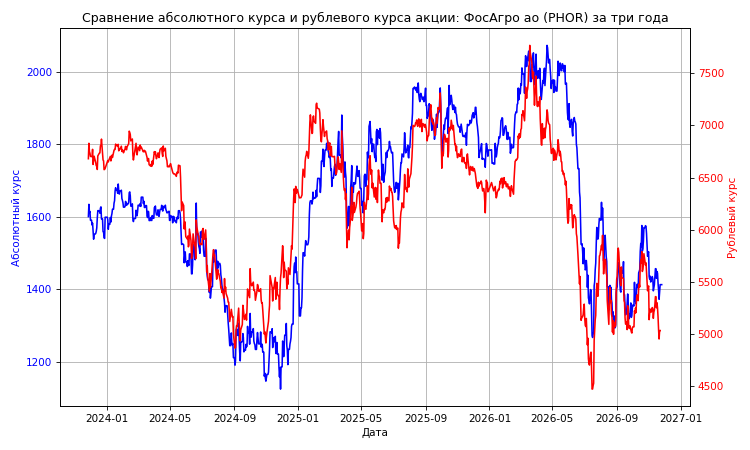 Сравнение абсолютного курса и рублевого курса акции: ФосАгро ао (PHOR) за три года
Абсолютный курс
2000
1800
1600
1400
1200
7500
7000
6500
6000
5500
5000
4500
Рублевый курс
2024-01 2024-05 2024-09 2025-01 2025-05 2025-09 2026-01 2026-05 2026-09 2027-01
Дата